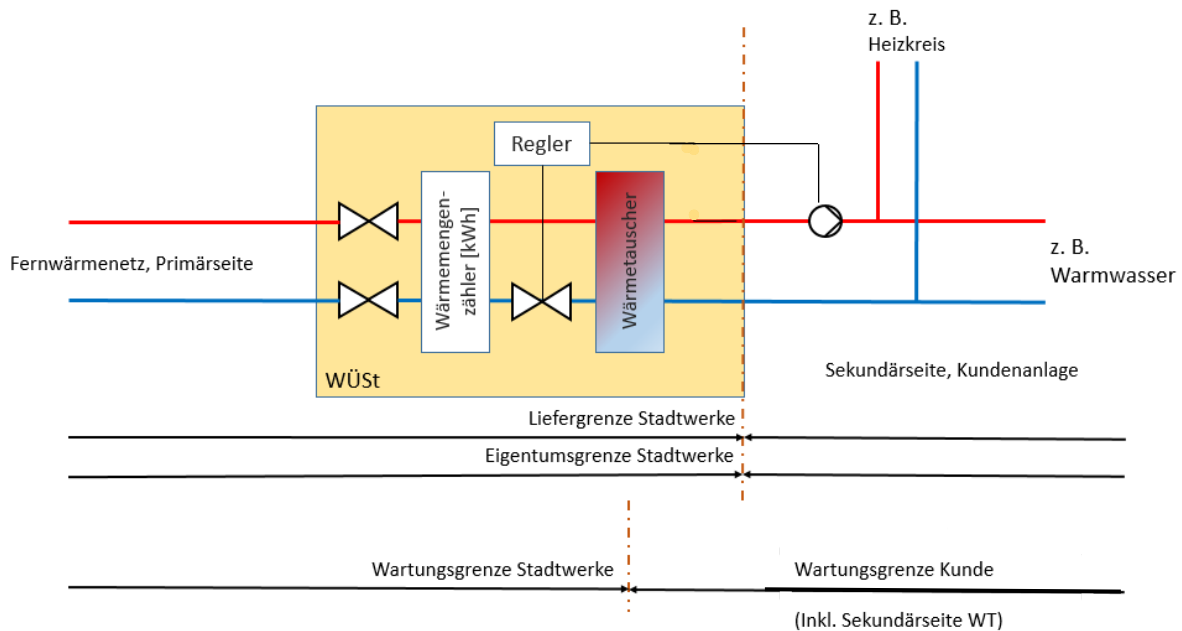 z. B.
Heizkreis
Regler
Wärmemengen-
zähler [kWh]
Wärmetauscher
Fernwärmenetz, Primärseite
z. B.
Warmwasser
WÜSt
Sekundärseite, Kundenanlage
Liefergrenze Stadtwerke
Eigentumsgrenze Stadtwerke
Wartungsgrenze Stadtwerke
Wartungsgrenze Kunde
(Inkl. Sekundärseite WT)